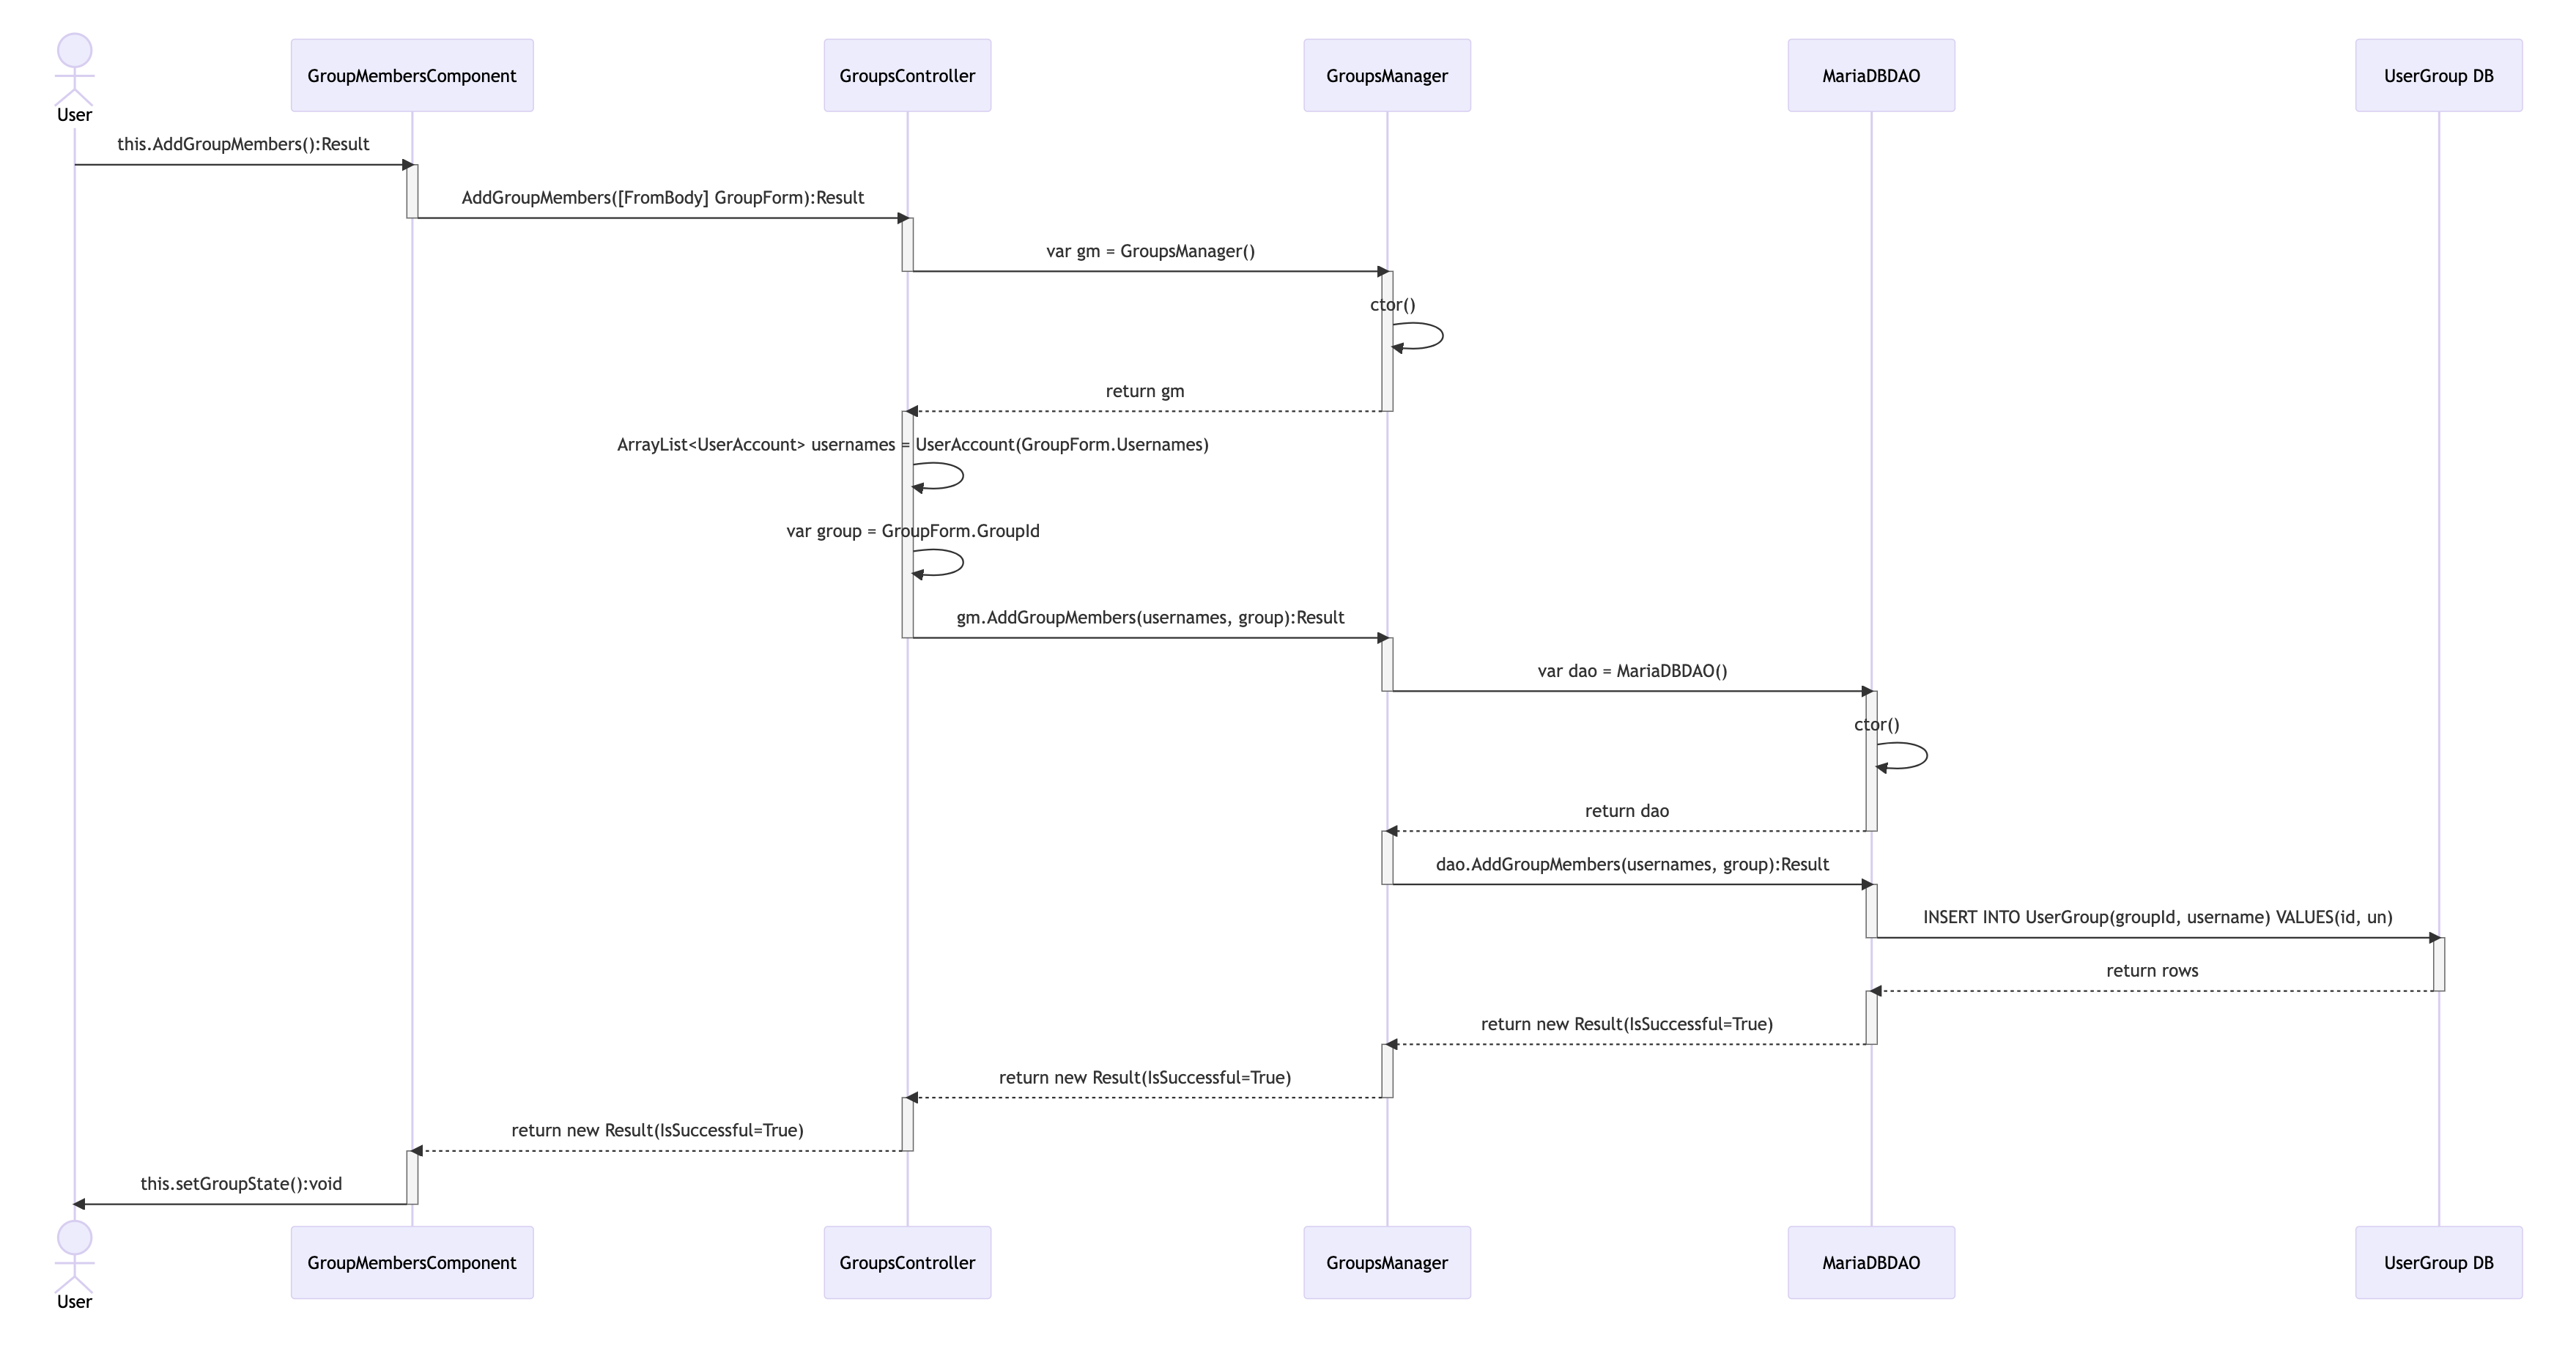 User
GroupMembersComponent
GroupsController
GroupsManager
MariaDBDAO
UserGroup DB
this.AddGroupMembers():Result
AddGroupMembers([FromBody] GroupForm):Result
var gm = GroupsManager()
ctor()
return gm
ArrayList<UserAccount> usernames = UserAccount(GroupForm.Usernames)
var group = GroupForm.GroupId
gm.AddGroupMembers(usernames, group):Result
var dao = MariaDBDAO()
ctor()
return dao
dao.AddGroupMembers(usernames, group):Result
INSERT INTO UserGroup(groupId, username) VALUES(id, un)
return rows
return new Result(IsSuccessful=True)
return new Result(IsSuccessful=True)
return new Result(IsSuccessful=True)
this.setGroupState():void
User
GroupMembersComponent
GroupsController
GroupsManager
MariaDBDAO
UserGroup DB